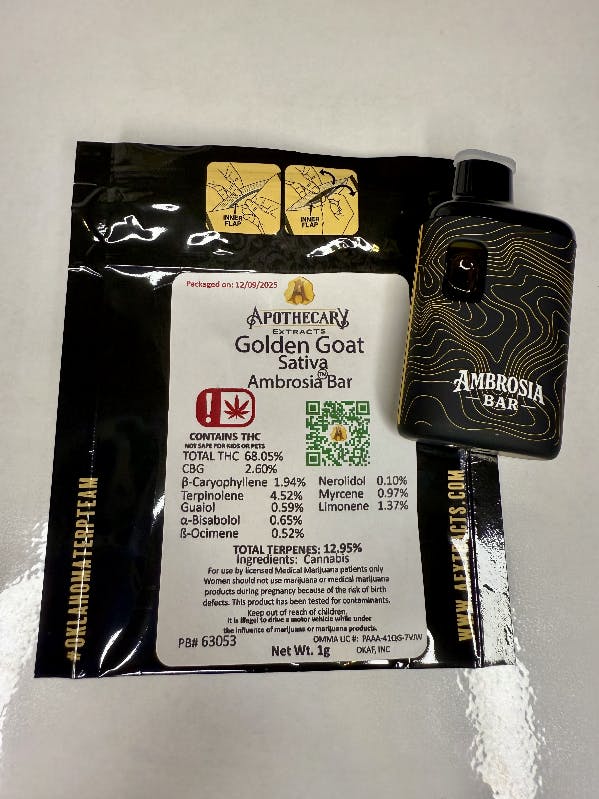 INNER FLAP
INNER FLAP
Packaged on: 12/09/2025
APOTHECARY
EXTRACTS
Golden Goat
Sativa
Ambrosia Bar
TM
CONTAINS THC
NOT SAFE FOR KIDS OR PETS
TOTAL THC 68.05%
CBG 2.60%
β-Caryophyllene 1.94% Nerolidol 0.10%
Terpinolene 4.52% Myrcene 0.97%
Guaiol 0.59% Limonene 1.37%
α-Bisabolol 0.65%
ß-Ocimene 0.52%
TOTAL TERPENES: 12.95%
Ingredients: Cannabis
For use by licensed Medical Marijuana patients only
Women should not use marijuana or medical marijuana
products during pregnancy because of the risk of birth
defects. This product has been tested for contaminants.
Keep out of reach of children.
It is illegal to drive a motor vehicle while under
the influence of marijuana or marijuana products.
PB# 63053
OMMA LIC #: PAAA-41QG-7VJW
Net Wt. 1g
OKAF, INC
#OKLAHOMATERPTEAM
WWW.AEXTRACTS.COM
AMBROSIA
BAR